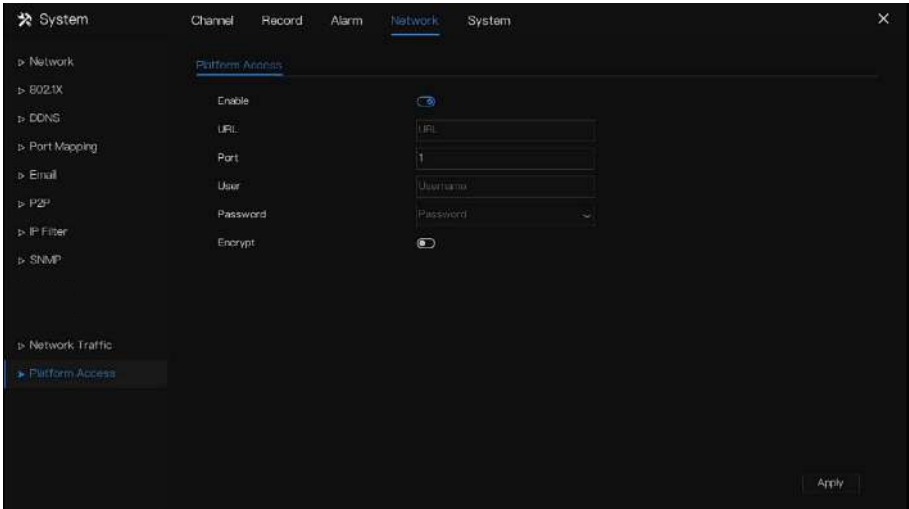 System
Channel Record Alarm Network System
Network
802.1X
DDNS
Port Mapping
Email
P2P
IP Filter
SNMP
Network Traffic
Platform Access
Platform Access
Enable
URL URL
Port 1
User Username
Password Password
Encrypt
Apply